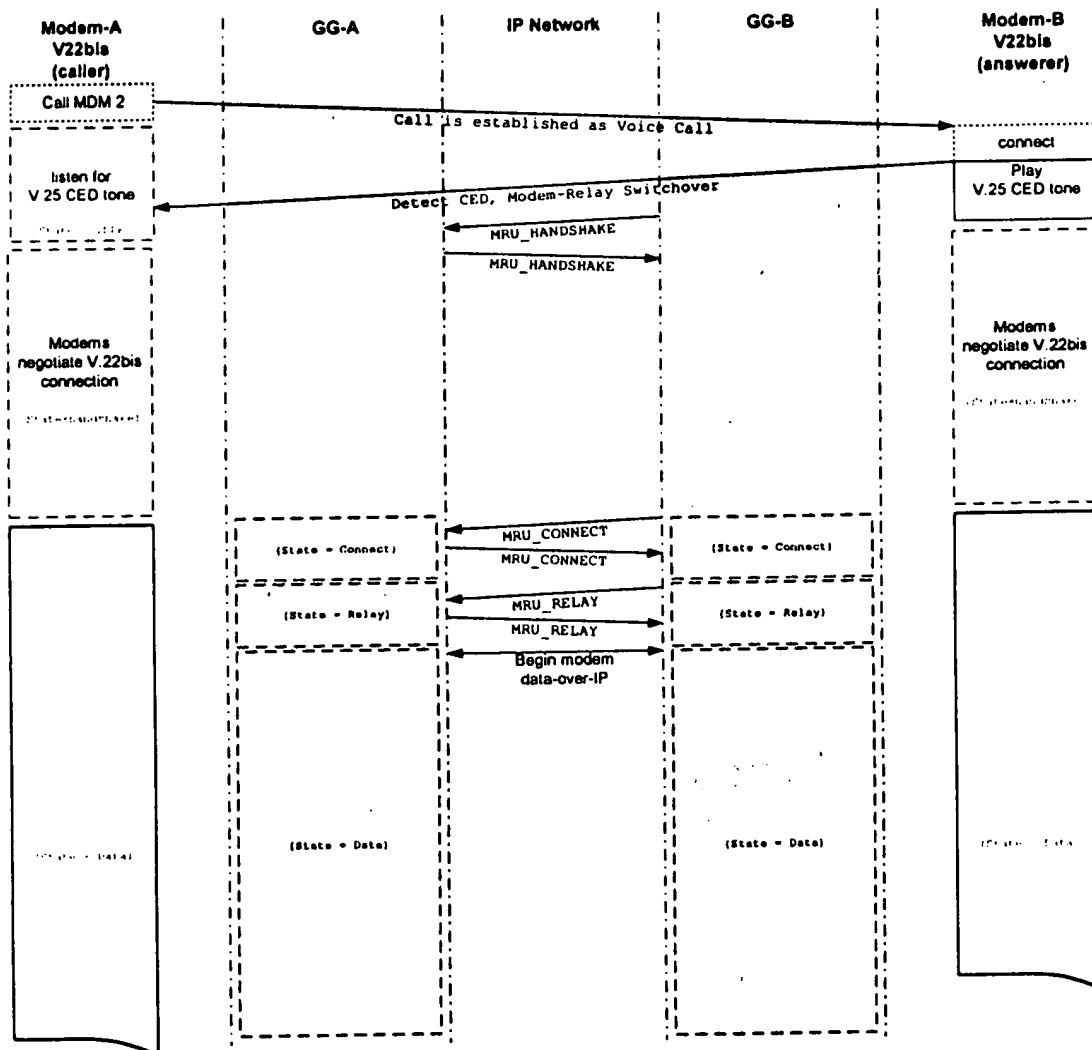 Modem-A
V22bis
(caller)
GG-A
IP Network
GG-B
Modem-B
V22bis
(answerer)
Call MDM 2
Call is established as Voice Call
connect
listen for
V.25 CED tone
Play
V.25 CED tone
Detect CED, Modem-Relay Switchover
MRU_HANDSHAKE
MRU_HANDSHAKE
Modems
negotiate V.22bis
connection
Modems
negotiate V.22bis
connection
MRU_CONNECT
(State = Connect)
(State = Connect)
MRU_CONNECT
MRU_RELAY
(State = Relay)
(State = Relay)
MRU_RELAY
Begin modem
data-over-IP
(State = Data)
(State = Data)